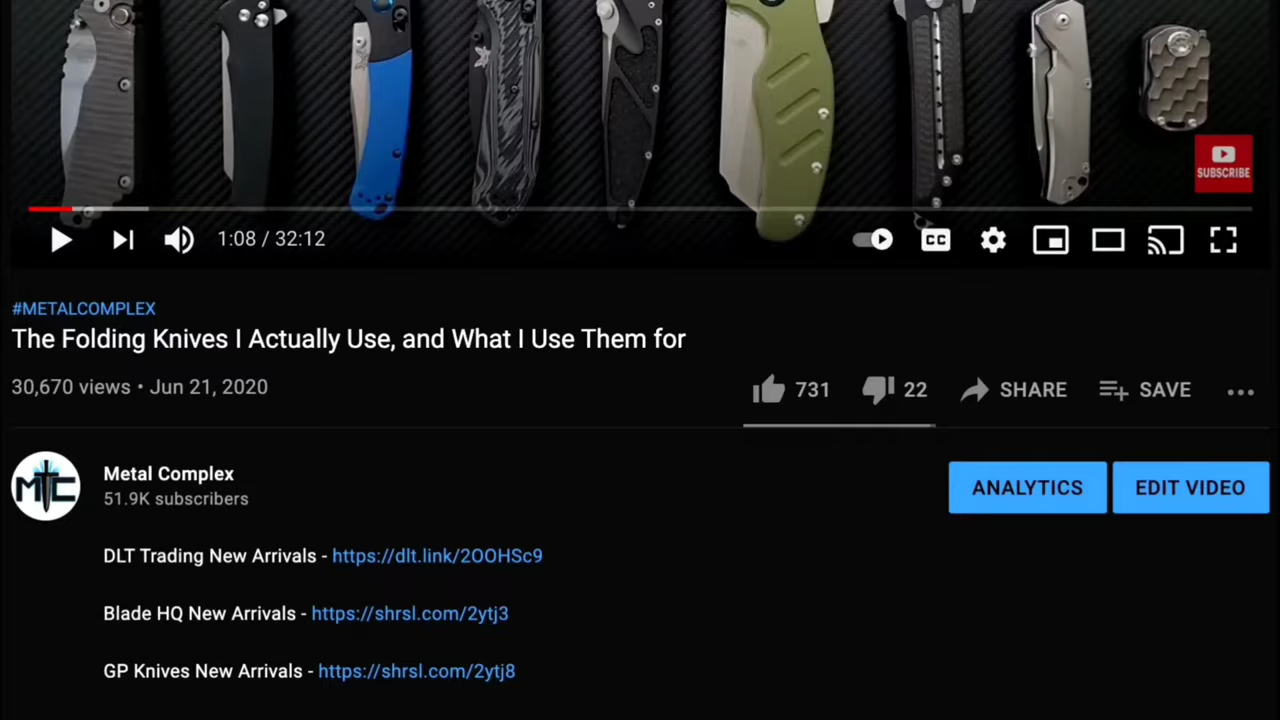 SUBSCRIBE
1:08 / 32:12
CC
#METALCOMPLEX
The Folding Knives I Actually Use, and What I Use Them for
30,670 views • Jun 21, 2020
731
22
SHARE
SAVE
MTC
Metal Complex
51.9K subscribers
ANALYTICS
EDIT VIDEO
DLT Trading New Arrivals - https://dlt.link/2OOHSc9
Blade HQ New Arrivals - https://shrsl.com/2ytj3
GP Knives New Arrivals - https://shrsl.com/2ytj8